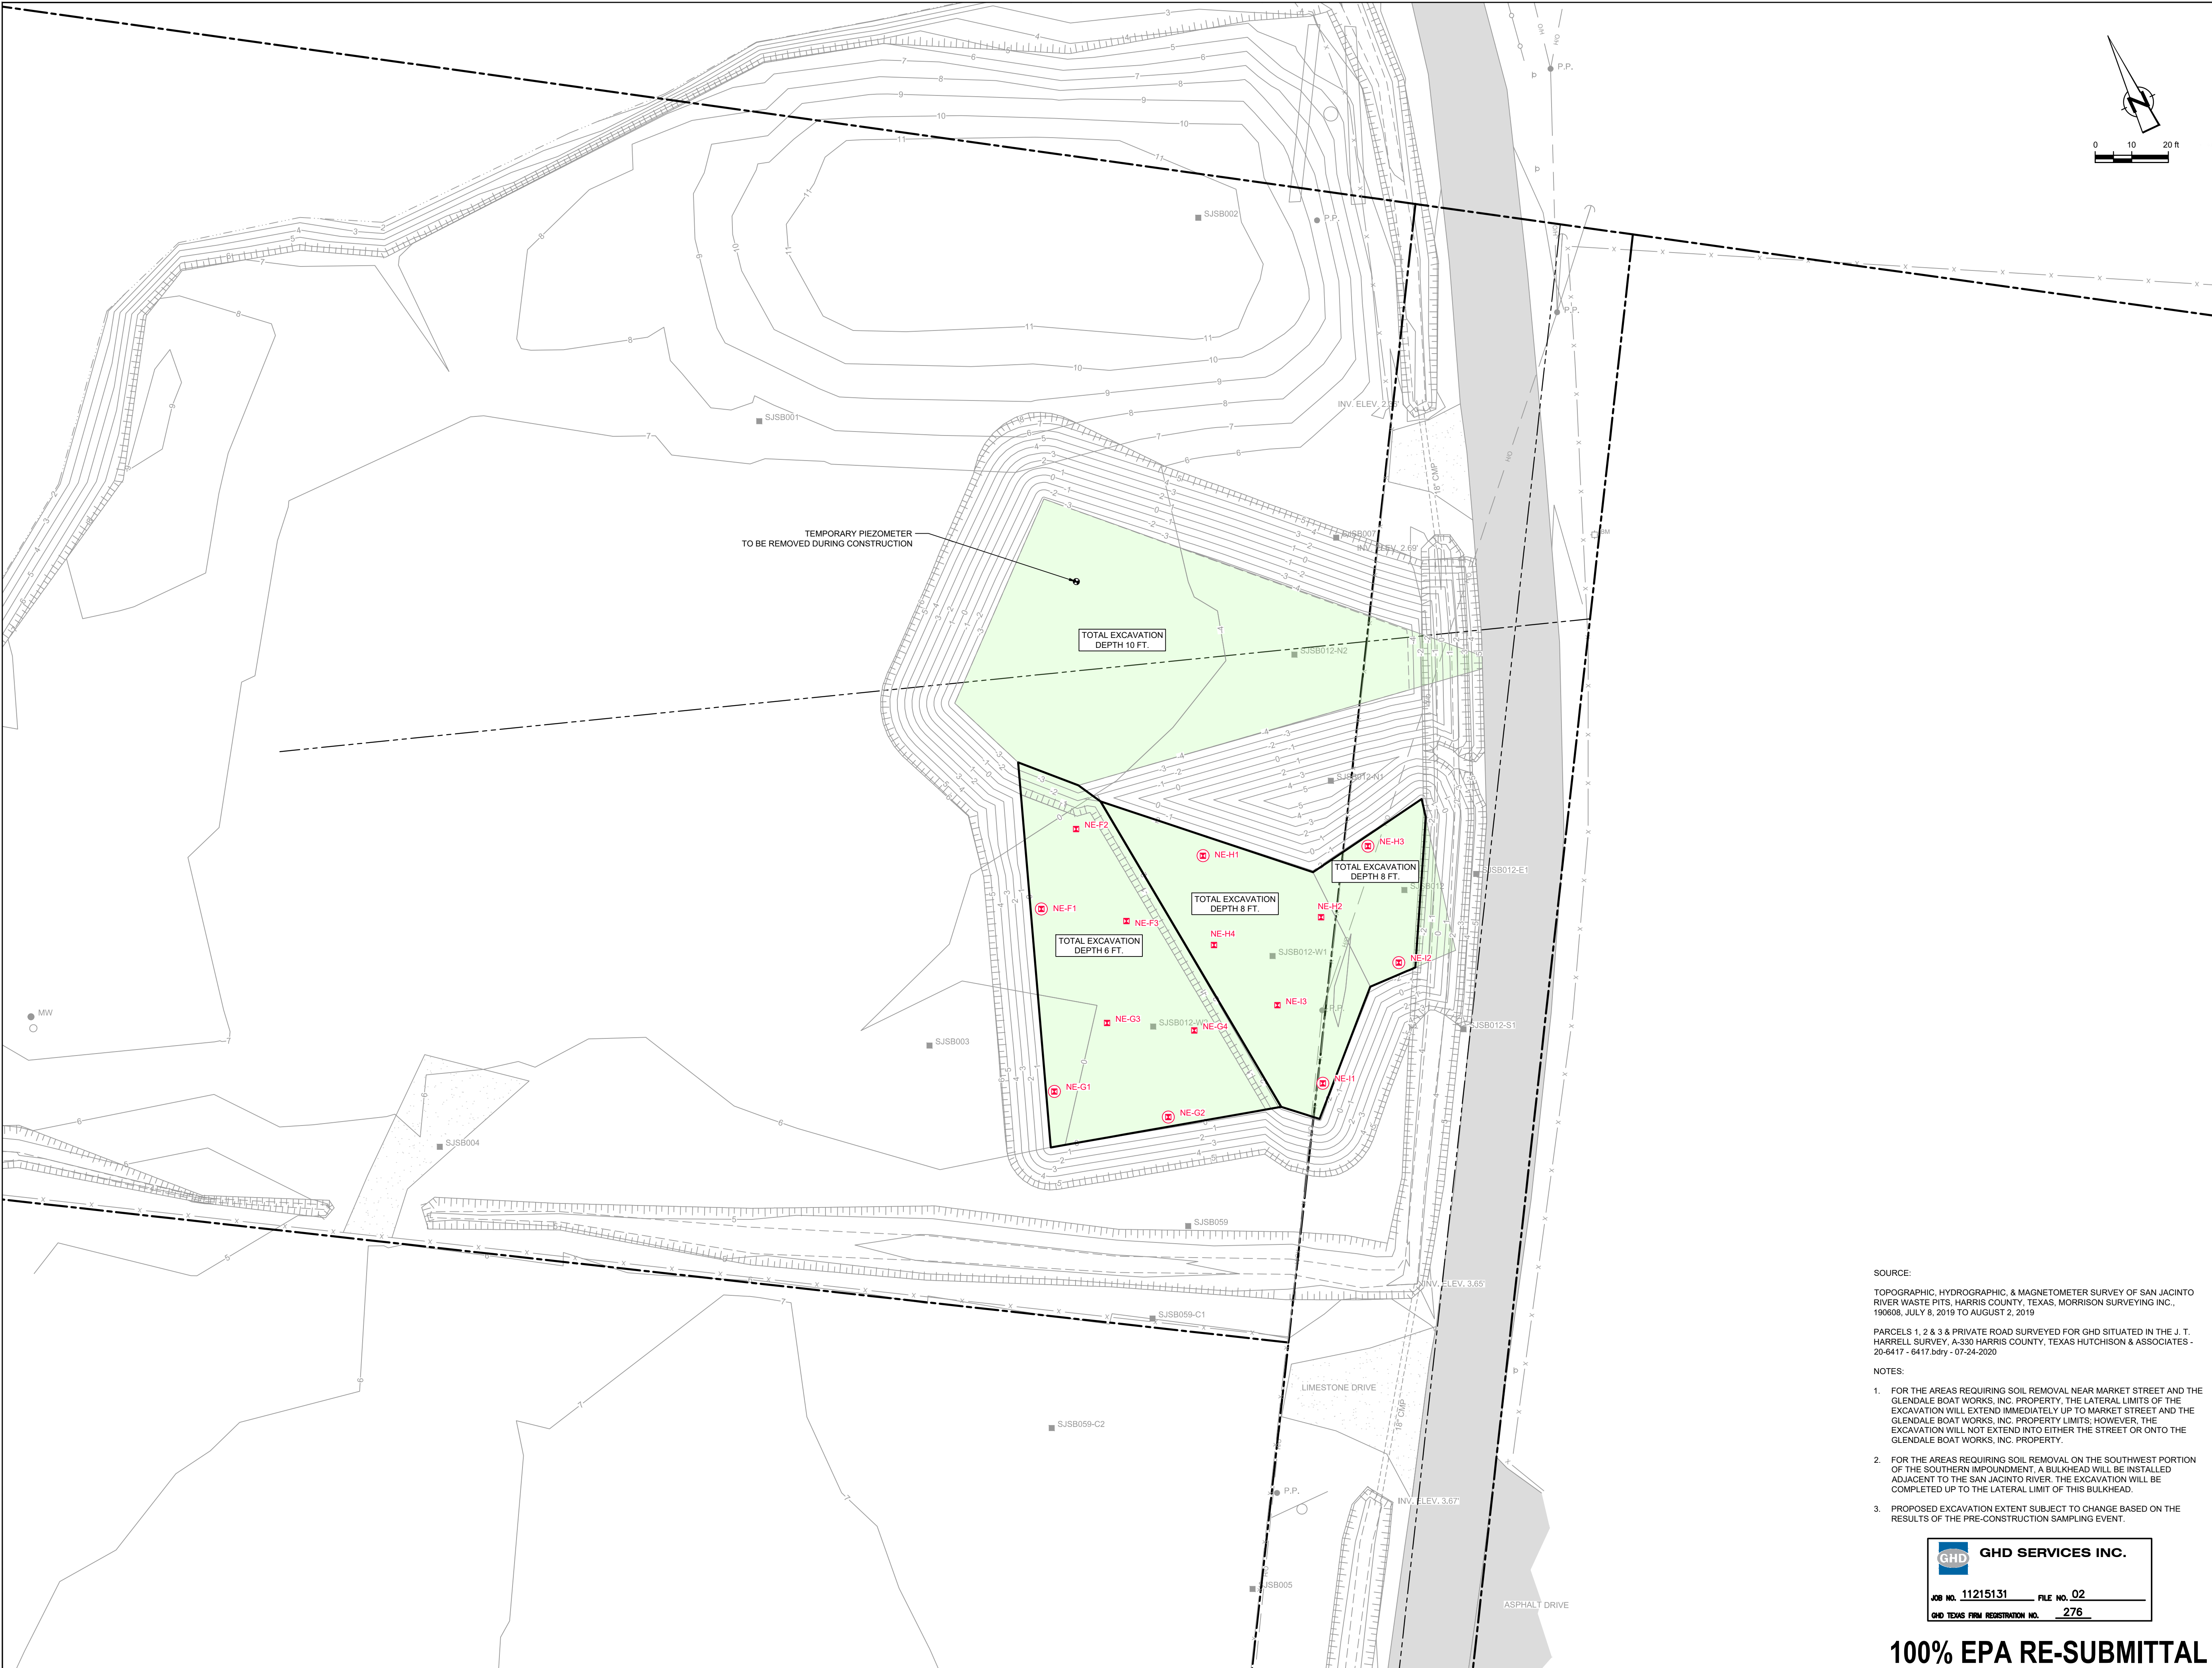 P.P.
N
0 10 20 ft
SJSB002
P.P.
P.P.
SJSB001
INV. ELEV.
18" CMP
TEMPORARY PIEZOMETER
TO BE REMOVED DURING CONSTRUCTION
SJSB007
INV. ELEV. 2.69'
TOTAL EXCAVATION
DEPTH 10 FT.
SJSB012-N2
SJSB012-N1
NE-F2
NE-H1
NE-H3
TOTAL EXCAVATION
DEPTH 8 FT.
SJSB012-E1
SJSB012
TOTAL EXCAVATION
DEPTH 8 FT.
NE-F1
NE-F3
NE-H2
NE-H4
TOTAL EXCAVATION
DEPTH 6 FT.
SJSB012-W1
NE-I2
NE-I3
P.P.
MW
NE-G3
NE-G4
SJSB012-S1
SJSB003
NE-G1
NE-I1
NE-G2
SJSB004
SJSB059
INV. ELEV. 3.65'
SJSB059-C1
LIMESTONE DRIVE
18" CMP
SJSB059-C2
P.P.
INV. ELEV. 3.67'
SJSB005
ASPHALT DRIVE
SOURCE:
TOPOGRAPHIC, HYDROGRAPHIC, & MAGNETOMETER SURVEY OF SAN JACINTO
RIVER WASTE PITS, HARRIS COUNTY, TEXAS, MORRISON SURVEYING INC.,
190608, JULY 8, 2019 TO AUGUST 2, 2019
PARCELS 1, 2 & 3 & PRIVATE ROAD SURVEYED FOR GHD SITUATED IN THE J. T.
HARRELL SURVEY, A-330 HARRIS COUNTY, TEXAS HUTCHISON & ASSOCIATES -
20-6417 - 6417.bdry - 07-24-2020
NOTES:
1. FOR THE AREAS REQUIRING SOIL REMOVAL NEAR MARKET STREET AND THE
GLENDALE BOAT WORKS, INC. PROPERTY, THE LATERAL LIMITS OF THE
EXCAVATION WILL EXTEND IMMEDIATELY UP TO MARKET STREET AND THE
GLENDALE BOAT WORKS, INC. PROPERTY LIMITS; HOWEVER, THE
EXCAVATION WILL NOT EXTEND INTO EITHER THE STREET OR ONTO THE
GLENDALE BOAT WORKS, INC. PROPERTY.
2. FOR THE AREAS REQUIRING SOIL REMOVAL ON THE SOUTHWEST PORTION
OF THE SOUTHERN IMPOUNDMENT, A BULKHEAD WILL BE INSTALLED
ADJACENT TO THE SAN JACINTO RIVER. THE EXCAVATION WILL BE
COMPLETED UP TO THE LATERAL LIMIT OF THIS BULKHEAD.
3. PROPOSED EXCAVATION EXTENT SUBJECT TO CHANGE BASED ON THE
RESULTS OF THE PRE-CONSTRUCTION SAMPLING EVENT.
GHD GHD SERVICES INC.
JOB NO. 11215131 FILE NO. 02
GHD TEXAS FIRM REGISTRATION NO. 276
100% EPA RE-SUBMITTAL